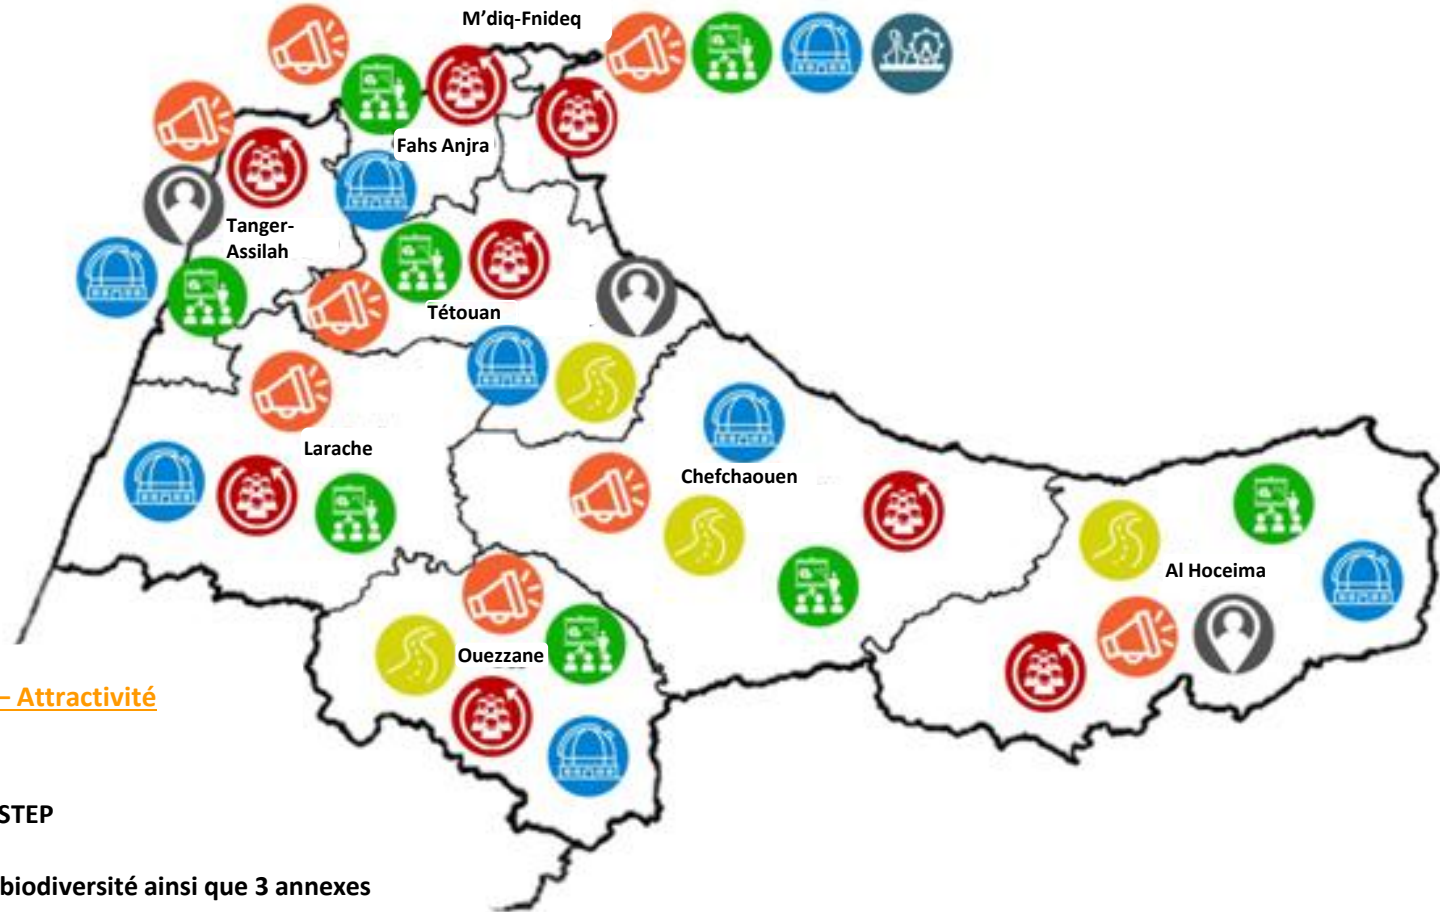 M'diq-Fnideq
Fahs Anjra
Tanger-
Assilah
Tétouan
Larache
Chefchaouen
Al Hoceima
Ouezzane
– Attractivité
STEP
biodiversité ainsi que 3 annexes